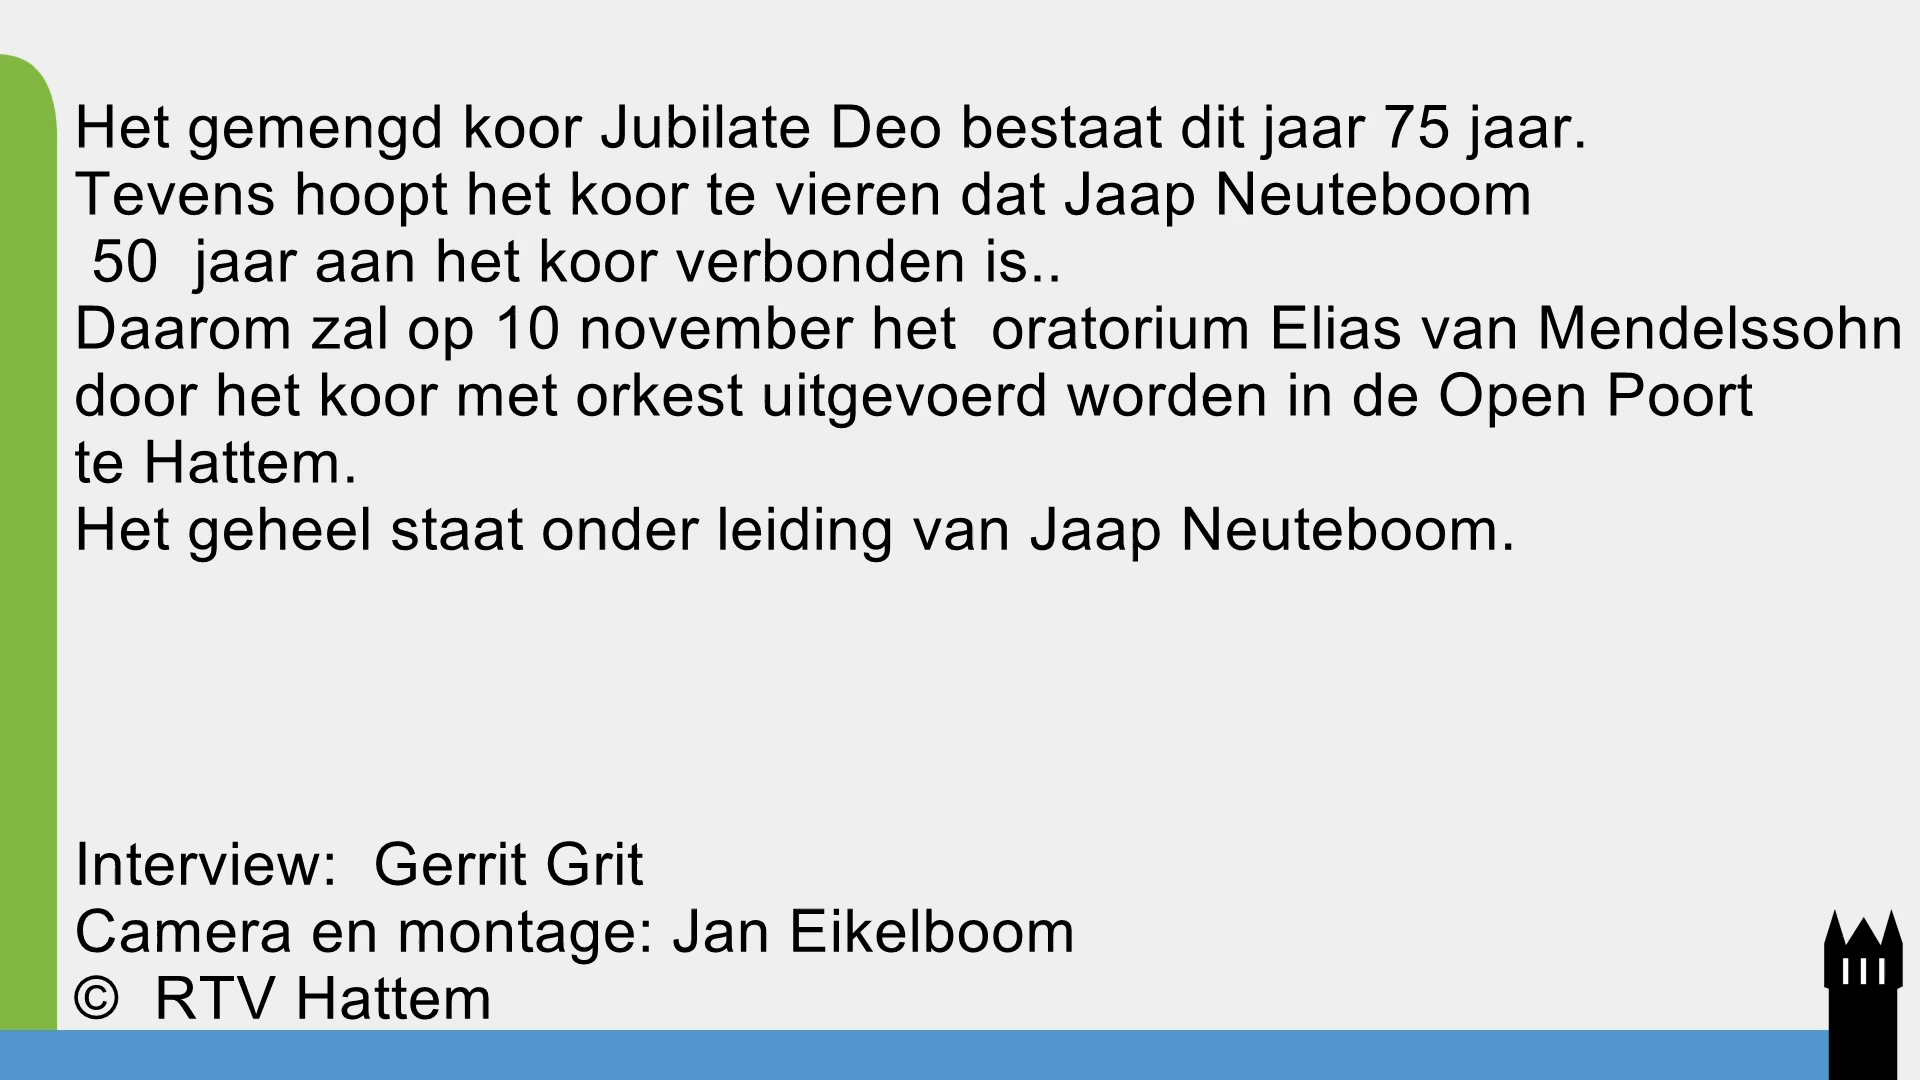 Het gemengd koor Jubilate Deo bestaat dit jaar 75 jaar.
Tevens hoopt het koor te vieren dat Jaap Neuteboom
50  jaar aan het koor verbonden is..
Daarom zal op 10 november het  oratorium Elias van Mendelssohn
door het koor met orkest uitgevoerd worden in de Open Poort
te Hattem.
Het geheel staat onder leiding van Jaap Neuteboom.
Interview:  Gerrit Grit
Camera en montage: Jan Eikelboom
©  RTV Hattem